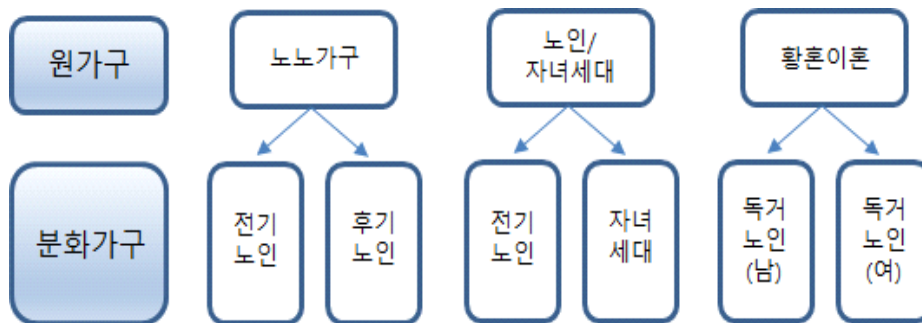 원가구
노노가구
노인/
자녀세대
황혼이혼
분화가구
전기
노인
후기
노인
전기
노인
자녀
세대
독거
노인
(남)
독거
노인
(여)